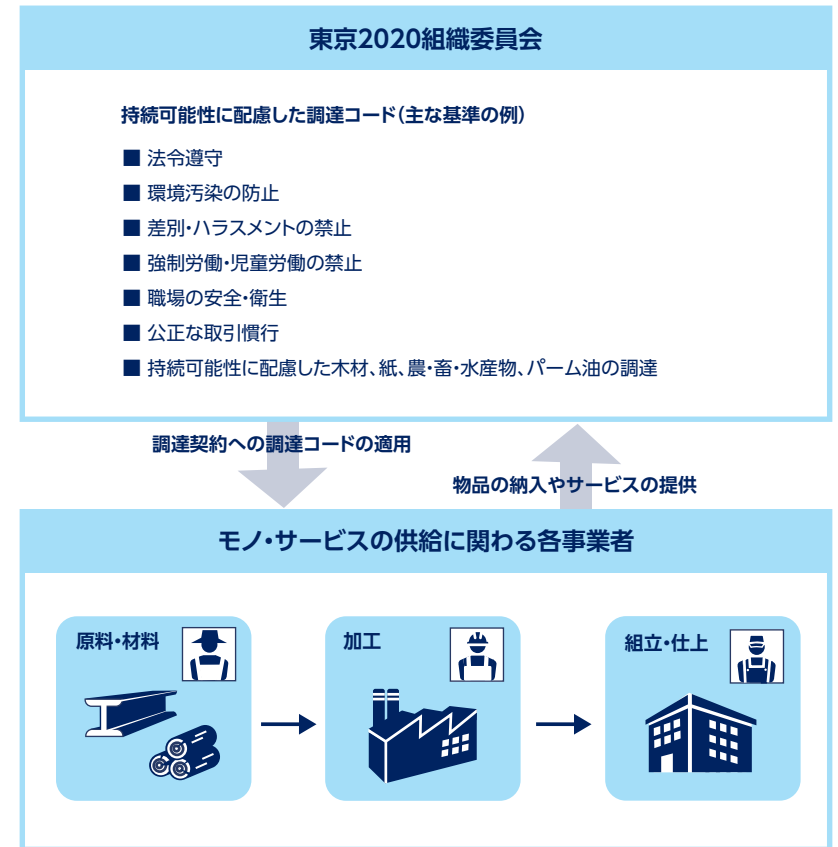 東京2020組織委員会
持続可能性に配慮した調達コード(主な基準の例)
■ 法令遵守
■ 環境汚染の防止
■ 差別・ハラスメントの禁止
■ 強制労働・児童労働の禁止
■ 職場の安全・衛生
■ 公正な取引慣行
■ 持続可能性に配慮した木材、紙、農・畜・水産物、パーム油の調達
調達契約への調達コードの適用
物品の納入やサービスの提供
モノ・サービスの供給に関わる各事業者
原料・材料
加工
組立・仕上